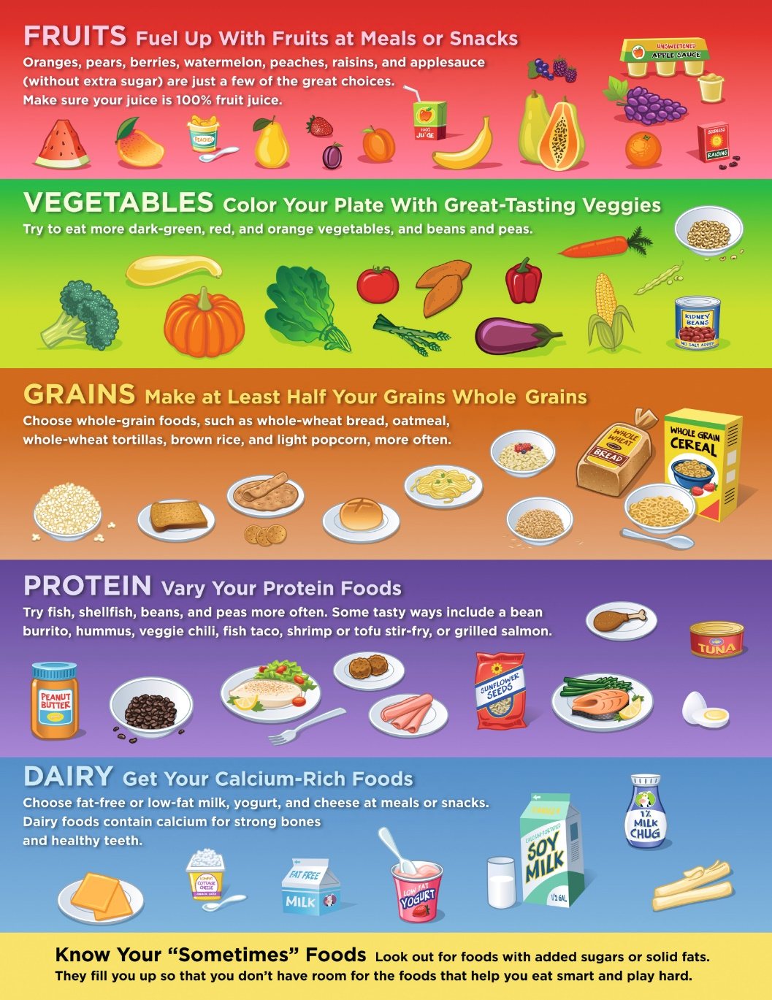 FRUITS Fuel Up With Fruits at Meals or Snacks
Oranges, pears, berries, watermelon, peaches, raisins, and applesauce
(without extra sugar) are just a few of the great choices.
Make sure your juice is 100% fruit juice.
UNSWEETENED
APPLE SAUCE
PEACHES
100%
JUICE
SEEDLESS
RAISINS
VEGETABLES Color Your Plate With Great-Tasting Veggies
Try to eat more dark-green, red, and orange vegetables, and beans and peas.
KIDNEY
BEANS
NO SALT ADDED
GRAINS Make at Least Half Your Grains Whole Grains
Choose whole-grain foods, such as whole-wheat bread, oatmeal,
whole-wheat tortillas, brown rice, and light popcorn, more often.
WHOLE
WHEAT
BREAD
WHOLE GRAIN
CEREAL
PROTEIN Vary Your Protein Foods
Try fish, shellfish, beans, and peas more often. Some tasty ways include a bean
burrito, hummus, veggie chili, fish taco, shrimp or tofu stir-fry, or grilled salmon.
TUNA
PEANUT
BUTTER
SUNFLOWER
SEEDS
DAIRY Get Your Calcium-Rich Foods
Choose fat-free or low-fat milk, yogurt, and cheese at meals or snacks.
Dairy foods contain calcium for strong bones
and healthy teeth.
1%
MILK
CHUG
CALCIUM-FORTIFIED
SOY
MILK
1/2 GAL
LOWFAT
COTTAGE
CHEESE
SNACK SIZE
FAT FREE
MILK
LOW FAT
YOGURT
Know Your “Sometimes” Foods Look out for foods with added sugars or solid fats.
They fill you up so that you don’t have room for the foods that help you eat smart and play hard.